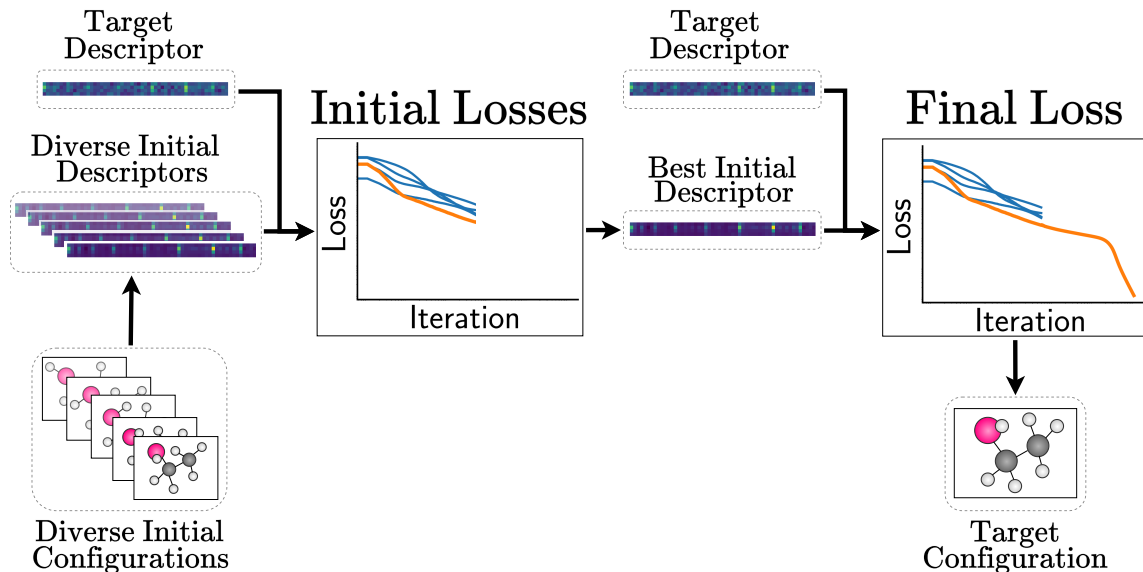 Target
Descriptor
Diverse Initial
Descriptors
Diverse Initial
Configurations
Initial Losses
Loss
Iteration
Target
Descriptor
Best Initial
Descriptor
Final Loss
Loss
Iteration
Target
Configuration